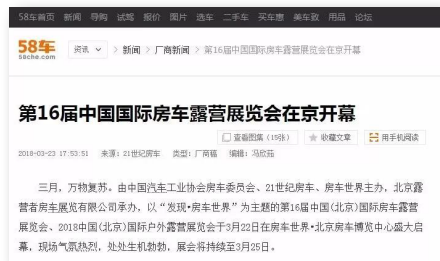 58车首页 新闻 导购 试驾 报价 图片 选车 二手车 买车惠 美车致 用品 论坛
58车 资讯 > 新闻 > 厂商新闻 > 第16届中国国际房车露营展览会在京开幕
58che.com
第16届中国国际房车露营展览会在京开幕
查看图集（15张） 收藏文章 用手机阅读
2018-03-23 17:53:51 来源：21世纪房车 类型：厂商稿 编辑：冯欣茹
三月，万物复苏。由中国汽车工业协会房车委员会、21世纪房车、房车世界主办，北京露
营者房车展览有限公司承办，以“发现·房车世界”为主题的第16届中国(北京)国际房车露营
展览会、2018中国(北京)国际户外露营展览会于3月22日在房车世界·北京房车博览中心盛大启
幕，现场气氛热烈，处处生机勃勃，展会将持续至3月25日。